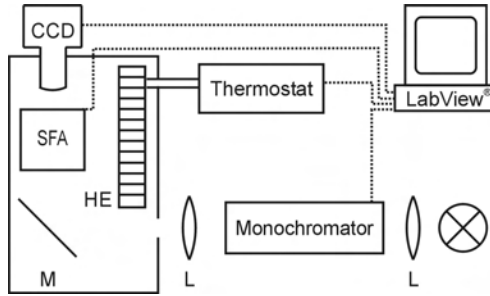 CCD
Thermostat
LabView®
SFA
HE
Monochromator
M
L
L